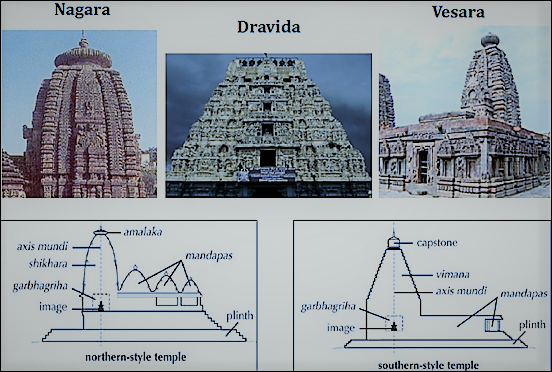 Nagara
Dravida
Vesara
amalaka
axis mundi
shikhara
mandapas
garbhagriha
image
plinth
northern-style temple
capstone
vimana
axis mundi
mandapas
garbhagriha
image
plinth
southern-style temple